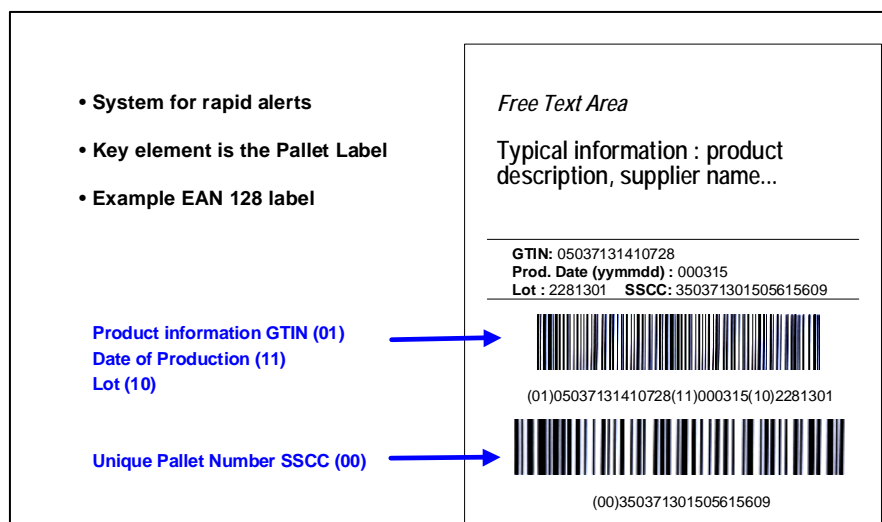 • System for rapid alerts
• Key element is the Pallet Label
• Example EAN 128 label
Product information GTIN (01)
Date of Production (11)
Lot (10)
Unique Pallet Number SSCC (00)
Free Text Area
Typical information : product
description, supplier name...
GTIN: 05037131410728
Prod. Date (yymmdd) : 000315
Lot : 2281301 SSCC: 350371301505615609
(01)05037131410728(11)000315(10)2281301
(00)350371301505615609